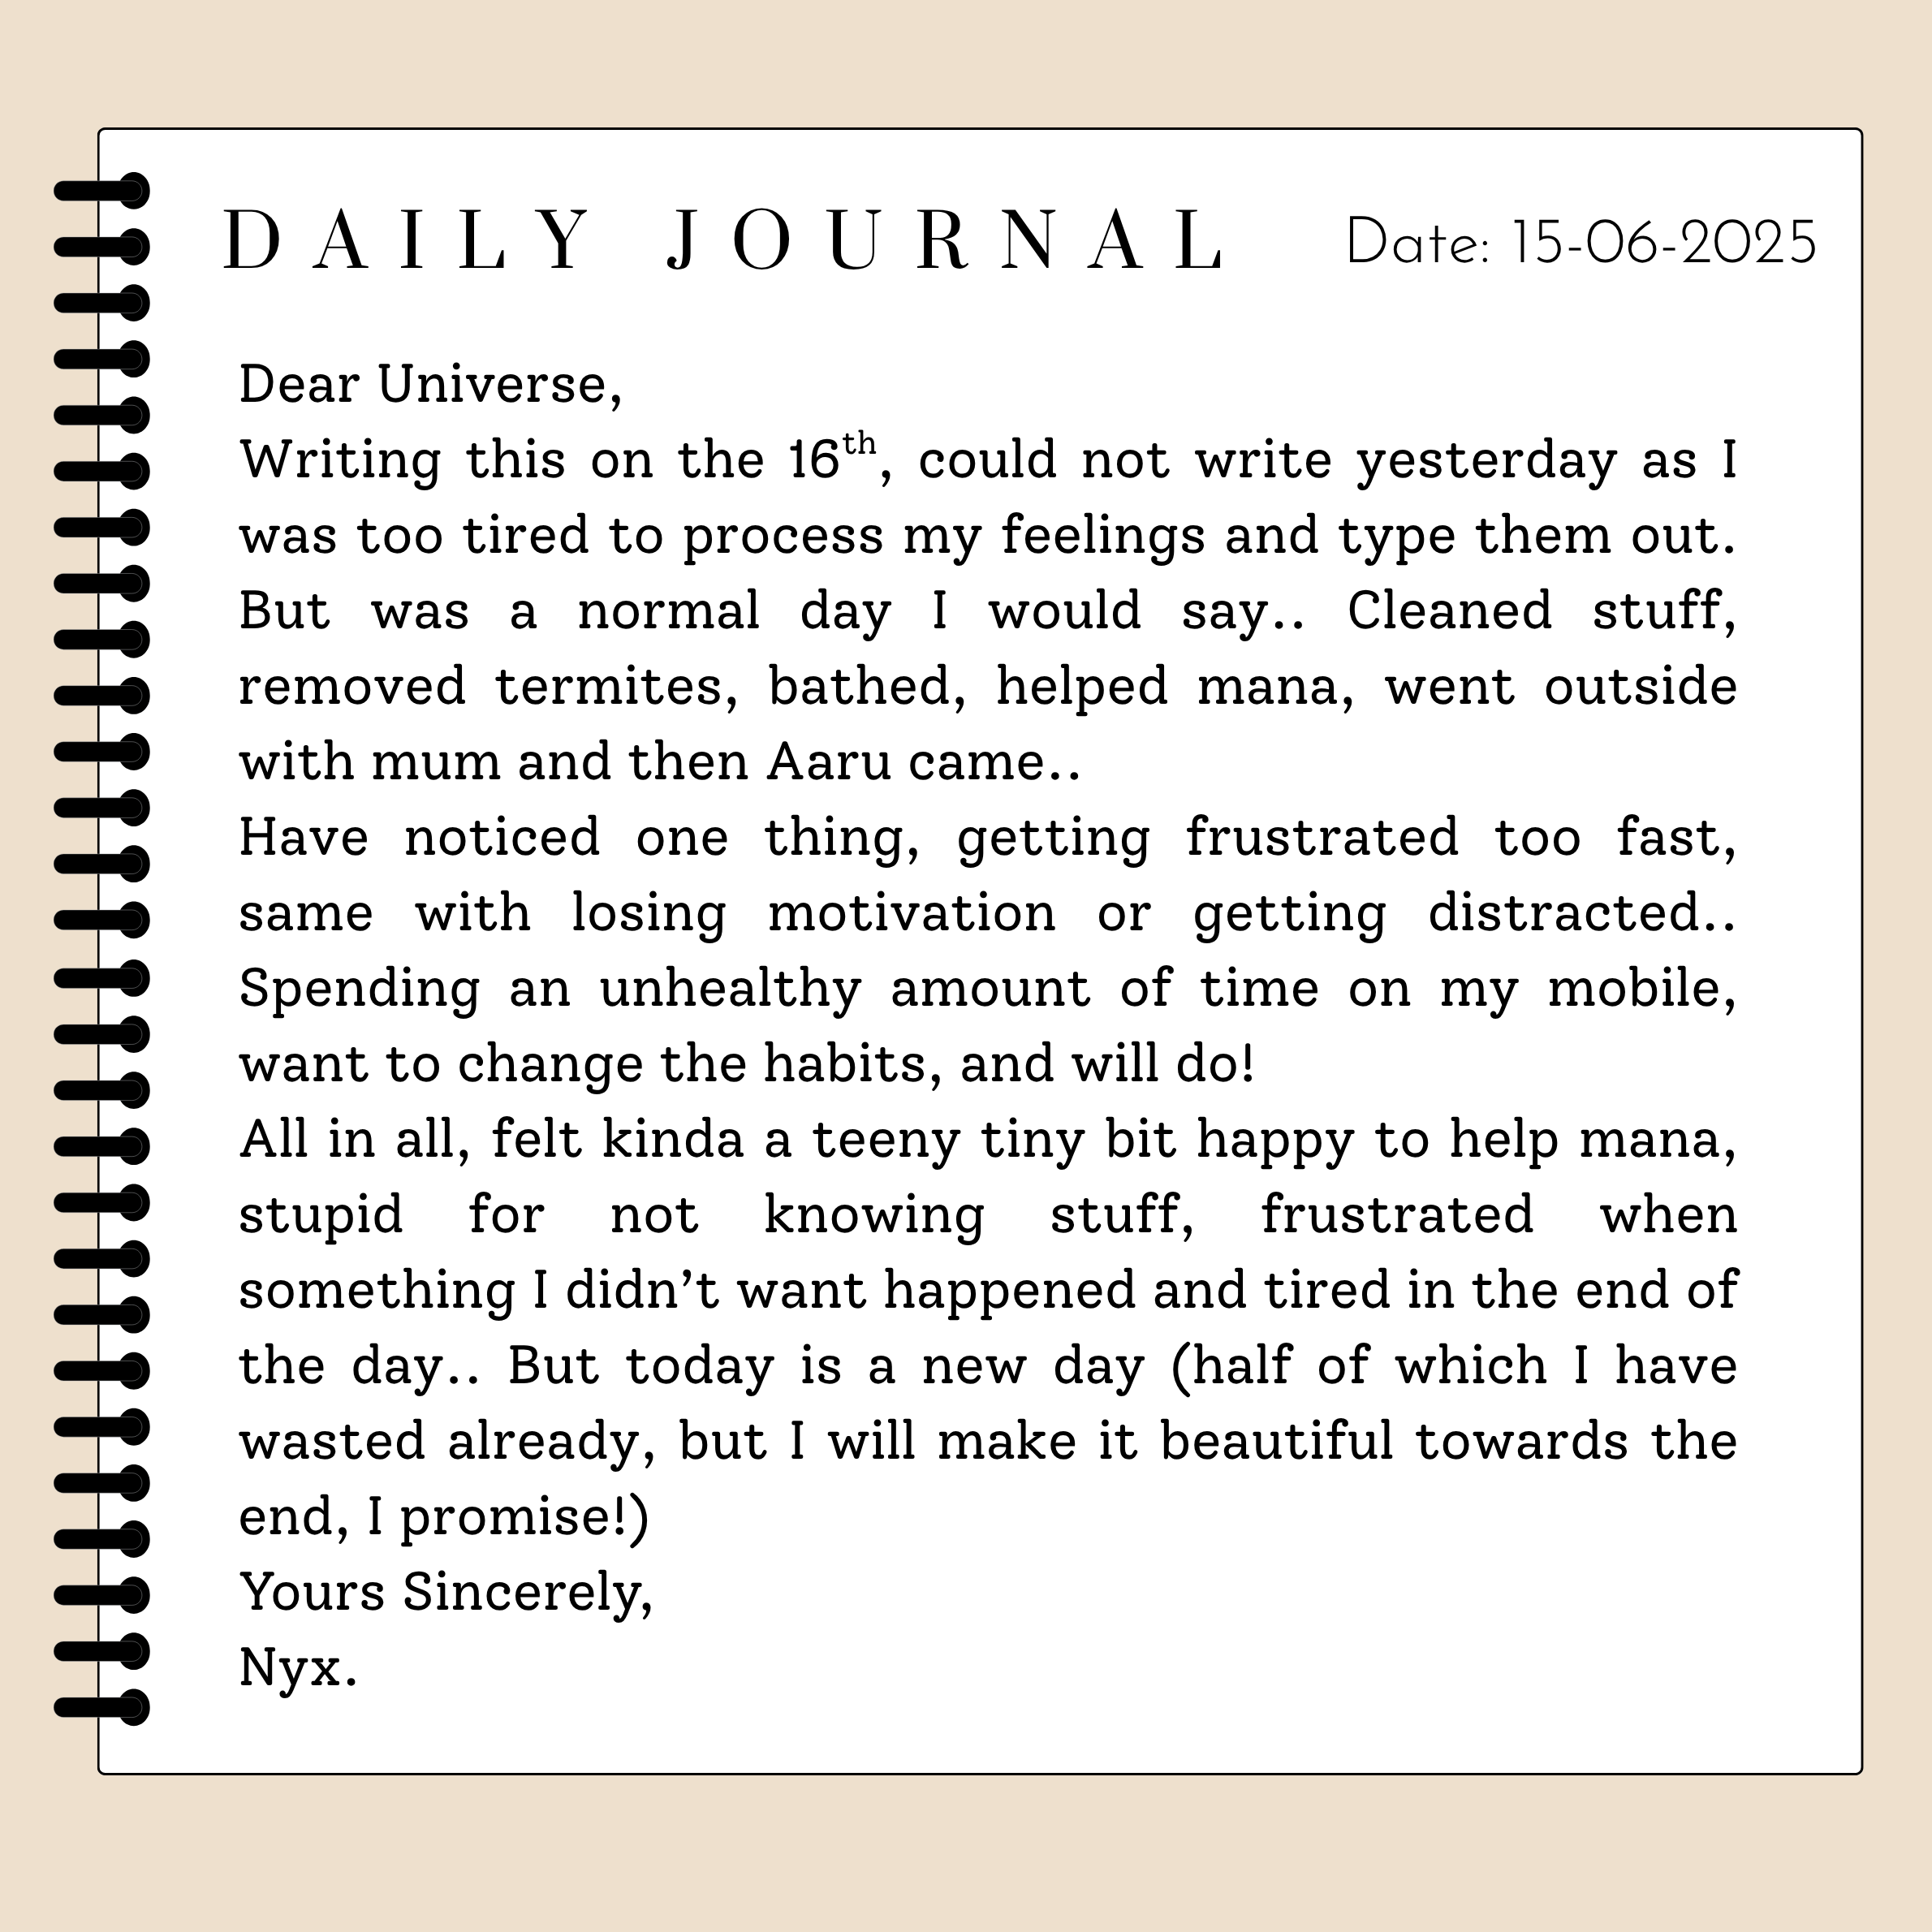 DAILY JOURNAL Date: 15-06-2025
Dear Universe,
Writing this on the 16th, could not write yesterday as I
was too tired to process my feelings and type them out.
But was a normal day I would say.. Cleaned stuff,
removed termites, bathed, helped mana, went outside
with mum and then Aaru came..
Have noticed one thing, getting frustrated too fast,
same with losing motivation or getting distracted..
Spending an unhealthy amount of time on my mobile,
want to change the habits, and will do!
All in all, felt kinda a teeny tiny bit happy to help mana,
stupid for not knowing stuff, frustrated when
something I didn’t want happened and tired in the end of
the day.. But today is a new day (half of which I have
wasted already, but I will make it beautiful towards the
end, I promise!)
Yours Sincerely,
Nyx.